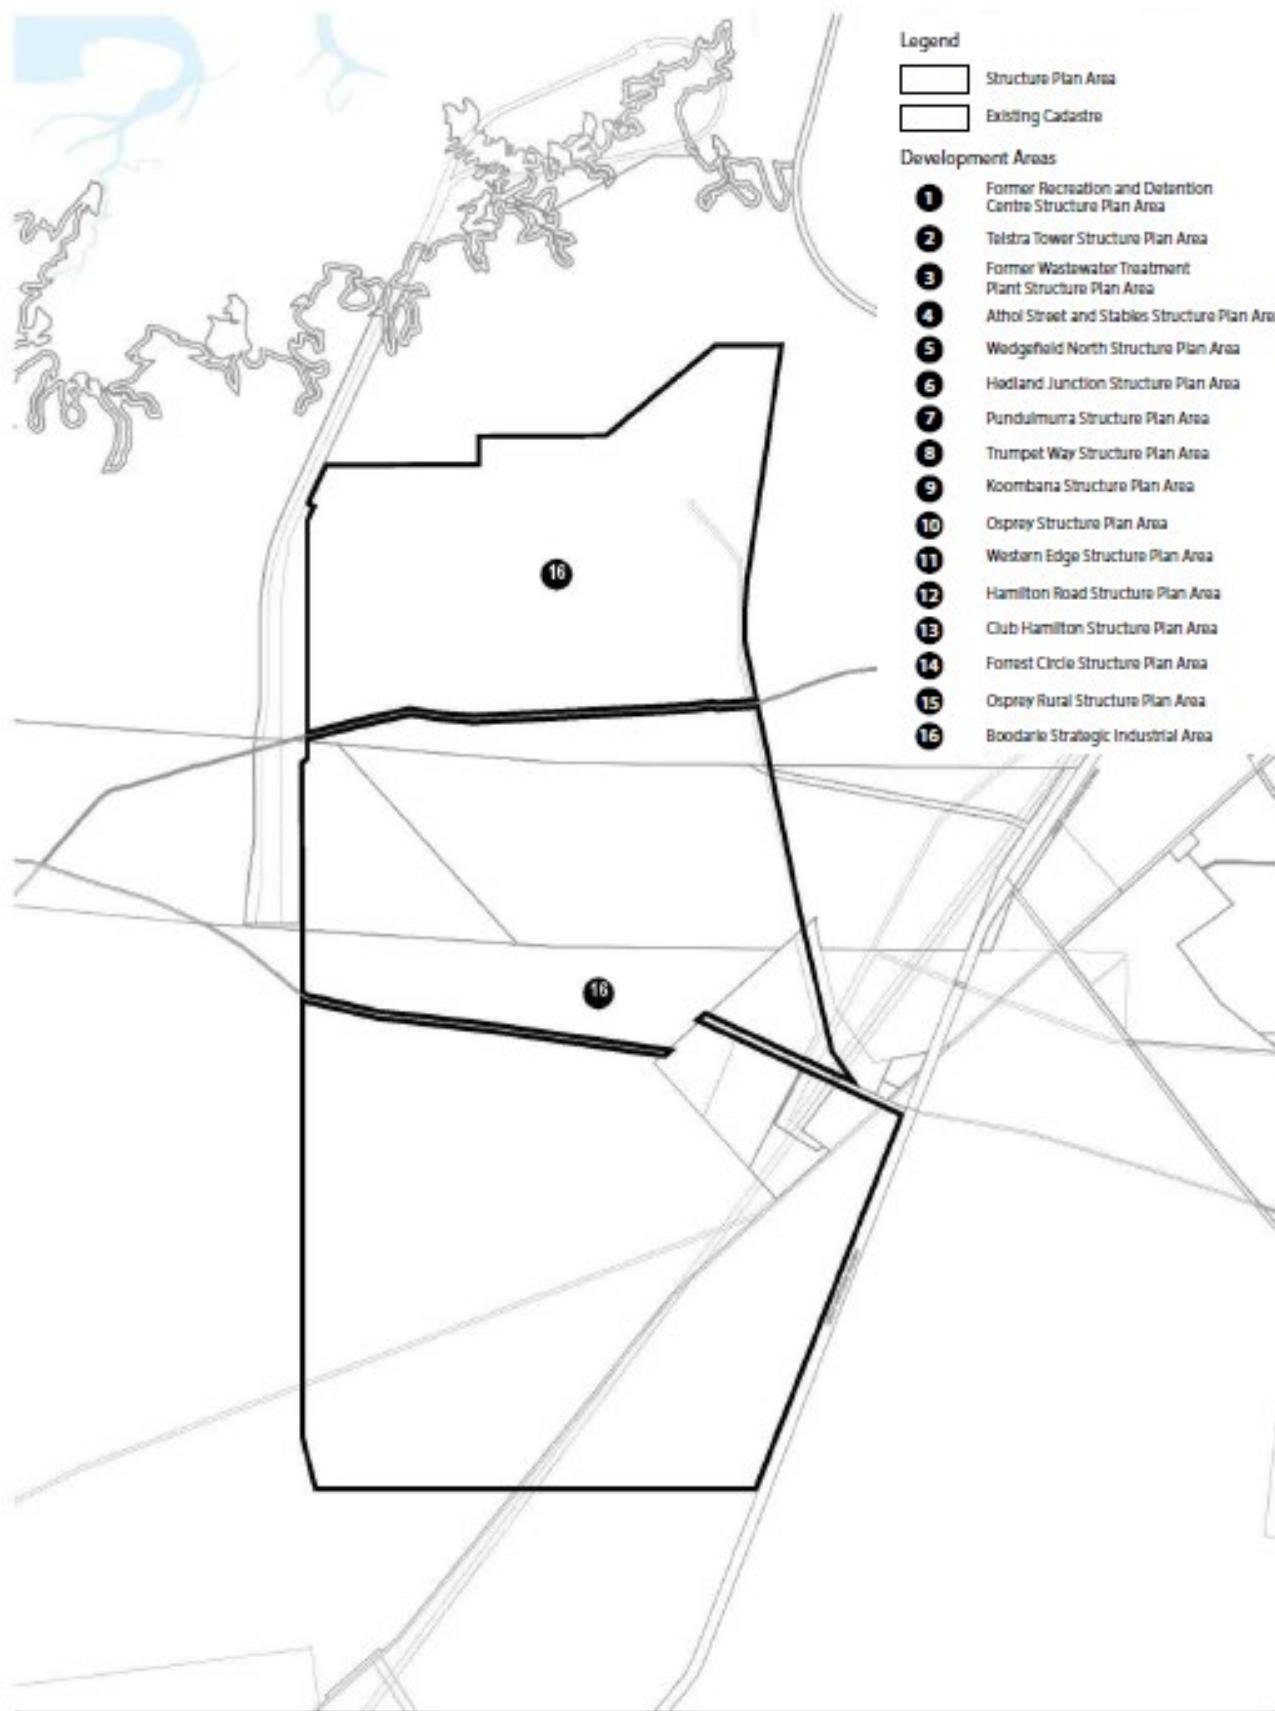 Legend
Structure Plan Area
Existing Cadastre
Development Areas
1 Former Recreation and Detention
Centre Structure Plan Area
2 Telstra Tower Structure Plan Area
3 Former Wastewater Treatment
Plant Structure Plan Area
4 Athol Street and Stables Structure Plan Are
5 Wedgefield North Structure Plan Area
6 Hedland Junction Structure Plan Area
7 Pundulmurra Structure Plan Area
8 Trumpet Way Structure Plan Area
9 Koombana Structure Plan Area
10 Osprey Structure Plan Area
11 Western Edge Structure Plan Area
12 Hamilton Road Structure Plan Area
13 Club Hamilton Structure Plan Area
14 Forrest Circle Structure Plan Area
15 Osprey Rural Structure Plan Area
16 Boodarie Strategic Industrial Area
16
16